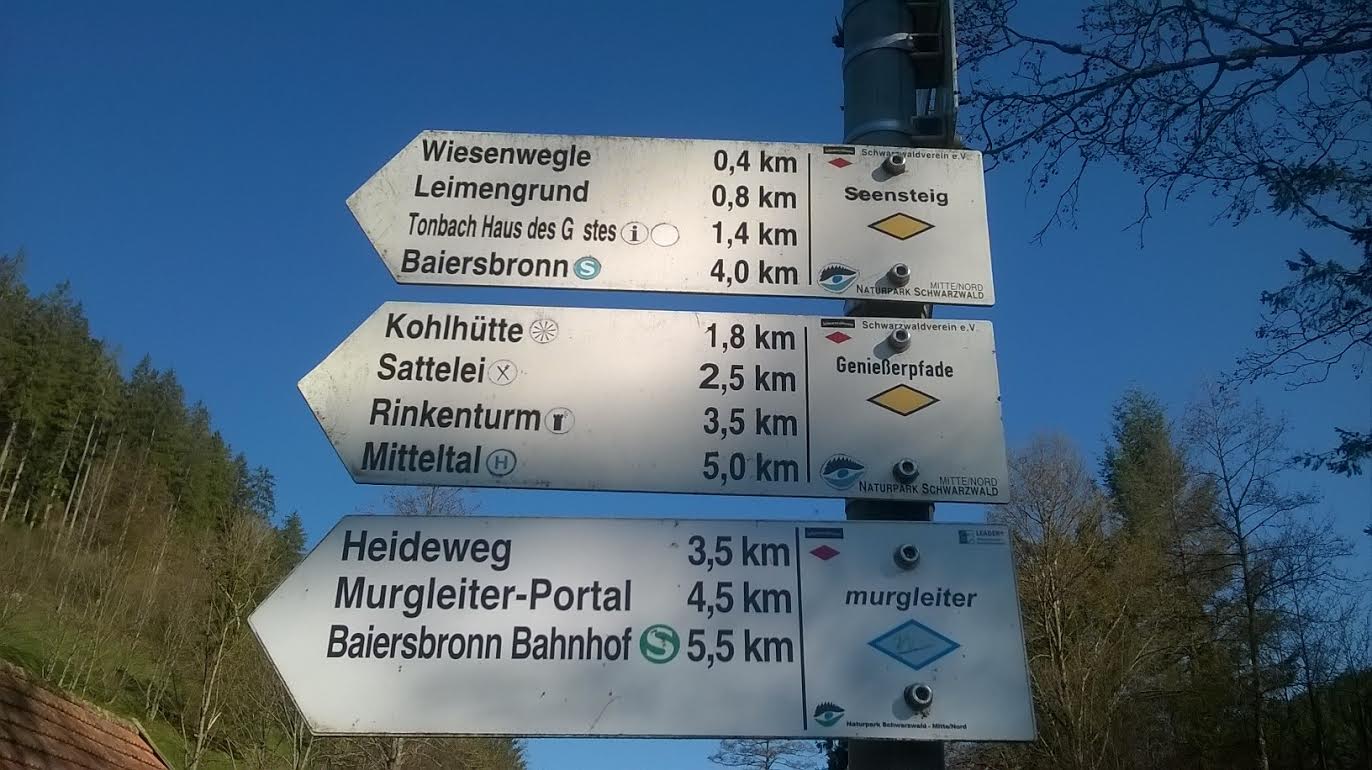 Wiesenwegle 0,4 km
Leimengrund 0,8 km
Tonbach Haus des G stes i 1,4 km
Baiersbronn S 4,0 km
Schwarzwaldverein e.V.
Seensteig
MITTE/NORD
NATURPARK SCHWARZWALD
Kohlhütte 1,8 km
Sattelei 2,5 km
Rinkenturm 3,5 km
Mitteltal H 5,0 km
Schwarzwaldverein e.V.
Genießerpfade
MITTE/NORD
NATURPARK SCHWARZWALD
Heideweg 3,5 km
Murgleiter-Portal 4,5 km
Baiersbronn Bahnhof S 5,5 km
LEADER+
murgleiter
Naturpark Schwarzwald - Mitte/Nord